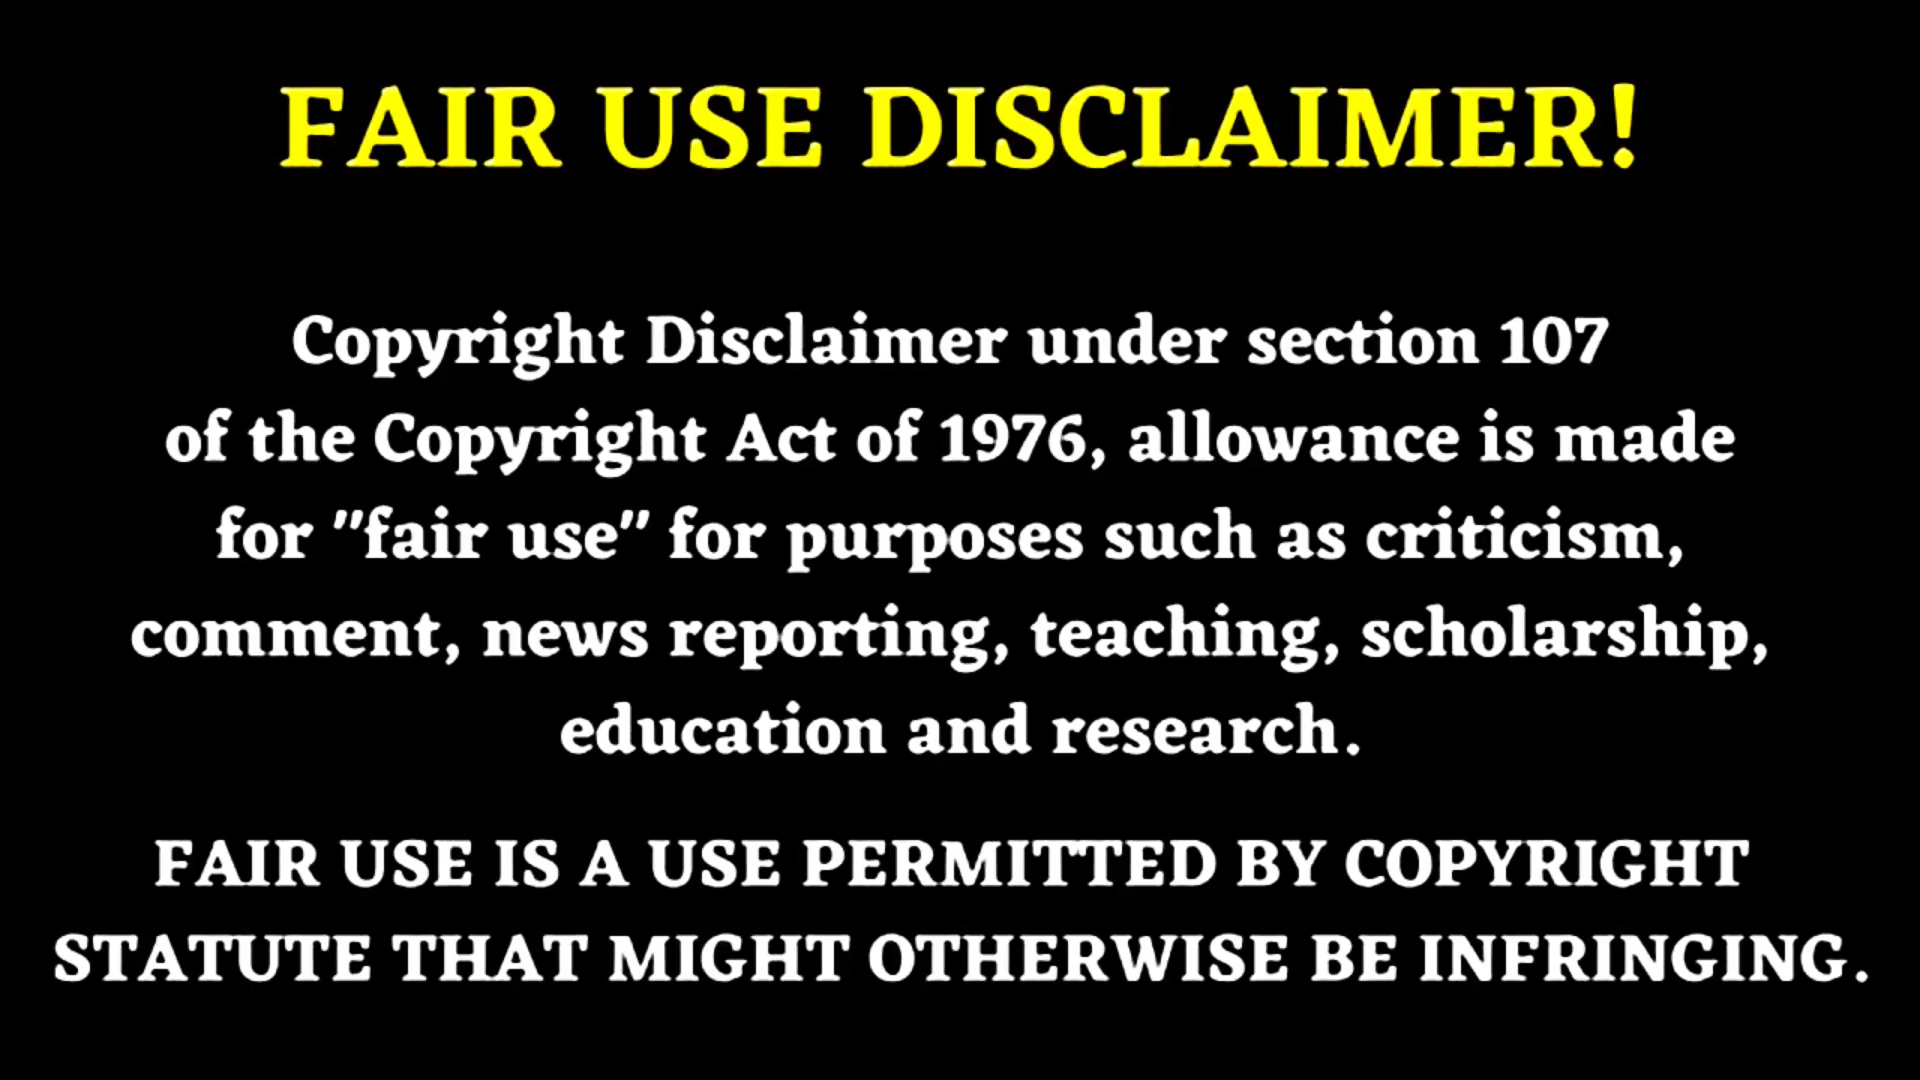 FAIR USE DISCLAIMER!
Copyright Disclaimer under section 107
of the Copyright Act of 1976, allowance is made
for "fair use" for purposes such as criticism,
comment, news reporting, teaching, scholarship,
education and research.
FAIR USE IS A USE PERMITTED BY COPYRIGHT
STATUTE THAT MIGHT OTHERWISE BE INFRINGING.